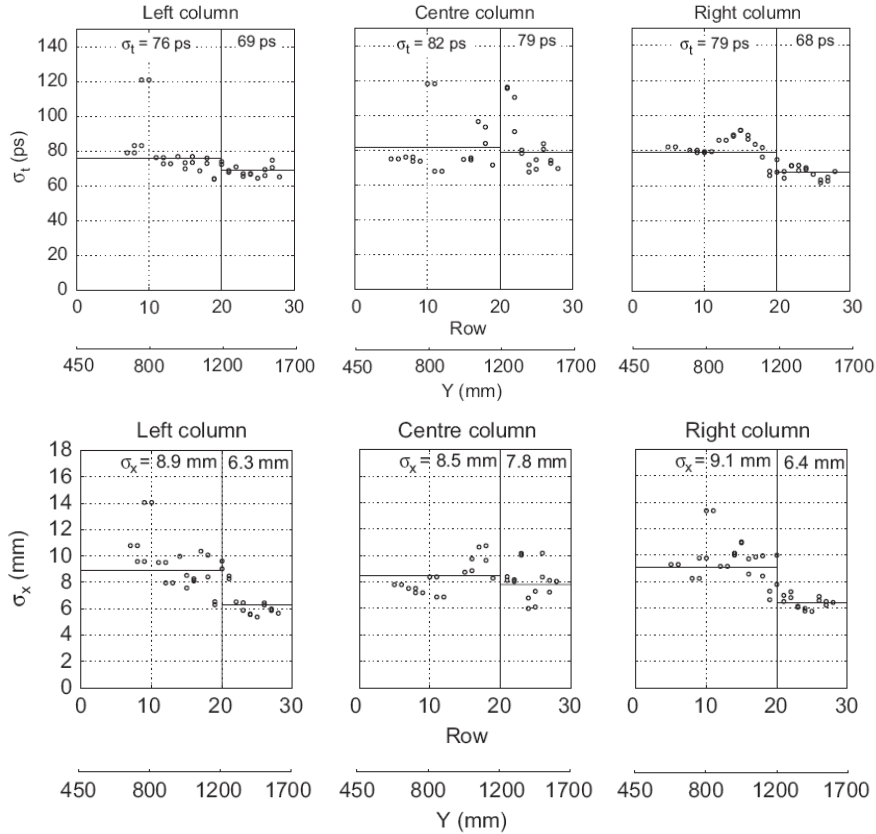 Left column Centre column Right column
σt = 76 ps 69 ps σt = 82 ps 79 ps σt = 79 ps 68 ps
140
120
100
80
60
40
20
0
σt (ps)
0 10 20 30 0 10 20 30 0 10 20 30
Row
450 800 1200 1700 450 800 1200 1700 450 800 1200 1700
Y (mm)
Left column Centre column Right column
σx = 8.9 mm 6.3 mm σx = 8.5 mm 7.8 mm σx = 9.1 mm 6.4 mm
18
16
14
12
10
8
6
4
2
0
σx (mm)
0 10 20 30 0 10 20 30 0 10 20 30
Row
450 800 1200 1700 450 800 1200 1700 450 800 1200 1700
Y (mm)